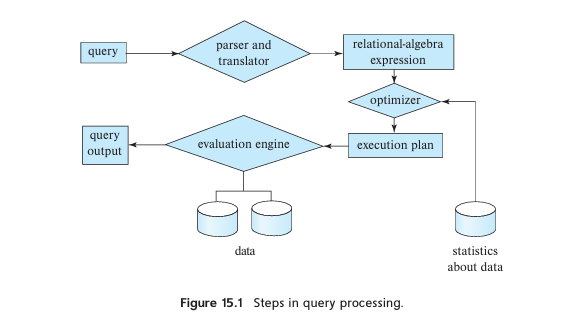 query
parser and
translator
relational-algebra
expression
optimizer
query
output
evaluation engine
execution plan
data
statistics
about data
Figure 15.1 Steps in query processing.